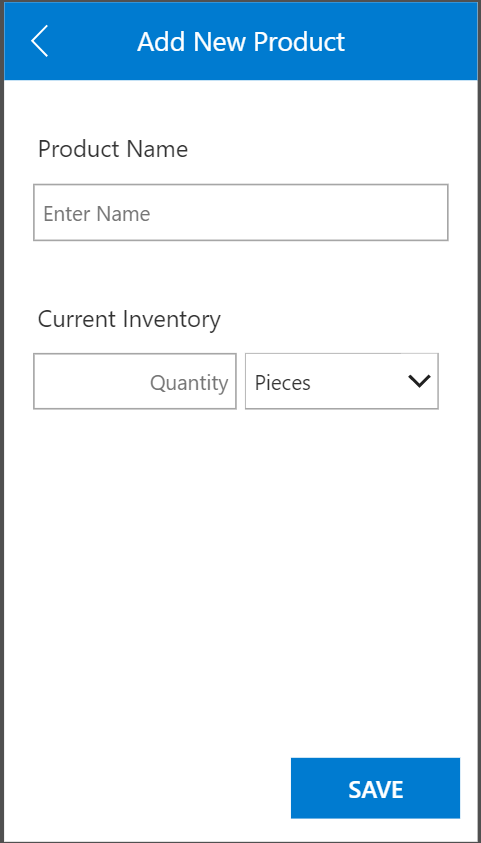 Add New Product
Product Name
Enter Name
Current Inventory
Quantity Pieces
SAVE